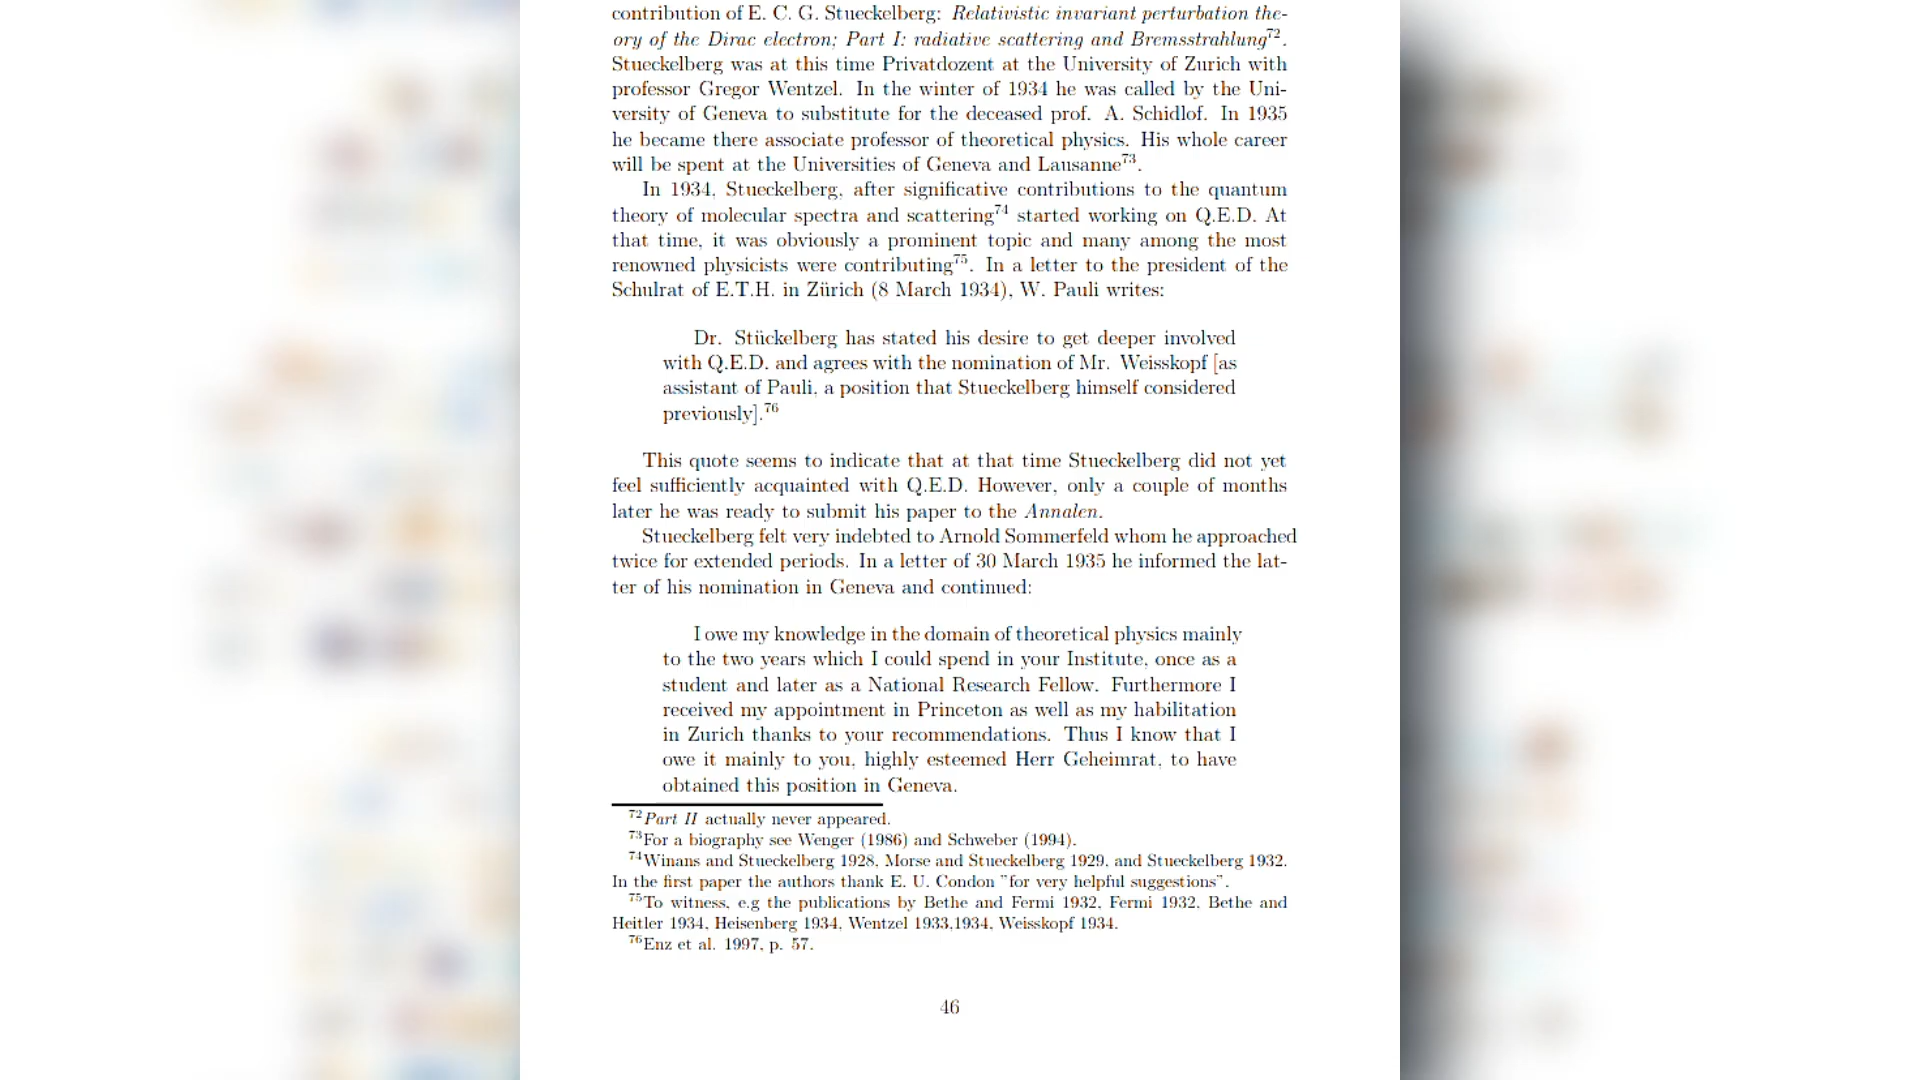 contribution of E. C. G. Stueckelberg: Relativistic invariant perturbation the-
ory of the Dirac electron; Part I: radiative scattering and Bremsstrahlung72.
Stueckelberg was at this time Privatdozent at the University of Zurich with
professor Gregor Wentzel. In the winter of 1934 he was called by the Uni-
versity of Geneva to substitute for the deceased prof. A. Schidlof. In 1935
he became there associate professor of theoretical physics. His whole career
will be spent at the Universities of Geneva and Lausanne73.
In 1934, Stueckelberg, after significative contributions to the quantum
theory of molecular spectra and scattering74 started working on Q.E.D. At
that time, it was obviously a prominent topic and many among the most
renowned physicists were contributing75. In a letter to the president of the
Schulrat of E.T.H. in Zürich (8 March 1934), W. Pauli writes:
Dr. Stückelberg has stated his desire to get deeper involved
with Q.E.D. and agrees with the nomination of Mr. Weisskopf [as
assistant of Pauli, a position that Stueckelberg himself considered
previously].76
This quote seems to indicate that at that time Stueckelberg did not yet
feel sufficiently acquainted with Q.E.D. However, only a couple of months
later he was ready to submit his paper to the Annalen.
Stueckelberg felt very indebted to Arnold Sommerfeld whom he approached
twice for extended periods. In a letter of 30 March 1935 he informed the lat-
ter of his nomination in Geneva and continued:
I owe my knowledge in the domain of theoretical physics mainly
to the two years which I could spend in your Institute, once as a
student and later as a National Research Fellow. Furthermore I
received my appointment in Princeton as well as my habilitation
in Zurich thanks to your recommendations. Thus I know that I
owe it mainly to you, highly esteemed Herr Geheimrat, to have
obtained this position in Geneva.
72Part II actually never appeared.
73For a biography see Wenger (1986) and Schweber (1994).
74Winans and Stueckelberg 1928, Morse and Stueckelberg 1929, and Stueckelberg 1932.
In the first paper the authors thank E. U. Condon "for very helpful suggestions".
75To witness, e.g the publications by Bethe and Fermi 1932, Fermi 1932, Bethe and
Heitler 1934, Heisenberg 1934, Wentzel 1933,1934, Weisskopf 1934.
76Enz et al. 1997, p. 57.
46